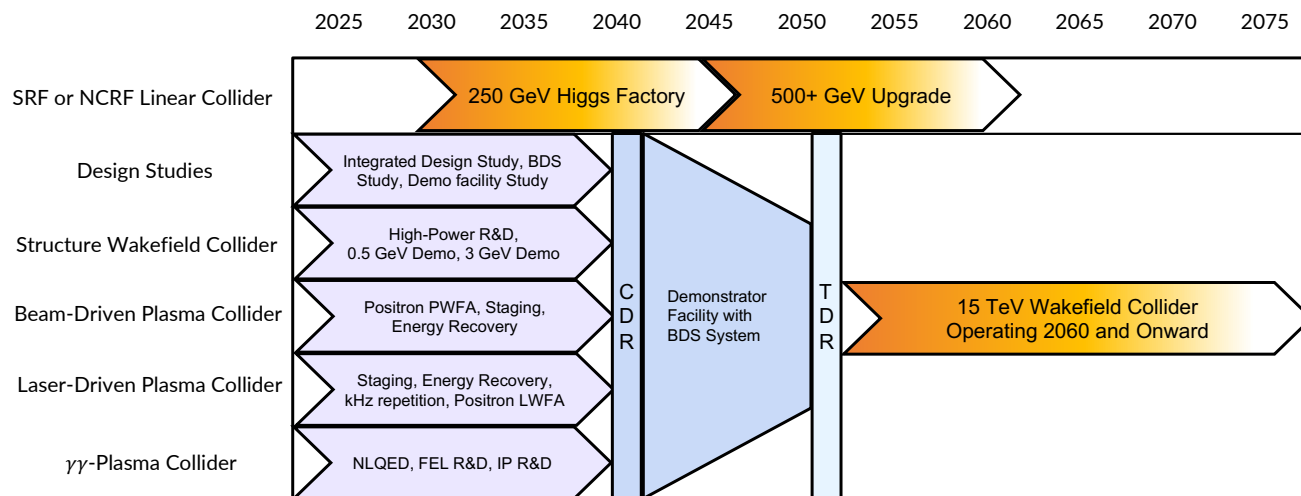 2025 2030 2035 2040 2045 2050 2055 2060 2065 2070 2075
SRF or NCRF Linear Collider
250 GeV Higgs Factory
500+ GeV Upgrade
Design Studies
Integrated Design Study, BDS
Study, Demo facility Study
Structure Wakefield Collider
High-Power R&D,
0.5 GeV Demo, 3 GeV Demo
Beam-Driven Plasma Collider
Positron PWFA, Staging,
Energy Recovery
Laser-Driven Plasma Collider
Staging, Energy Recovery,
kHz repetition, Positron LWFA
γγ-Plasma Collider
NLQED, FEL R&D, IP R&D
C
D
R
Demonstrator
Facility with
BDS System
T
D
R
15 TeV Wakefield Collider
Operating 2060 and Onward